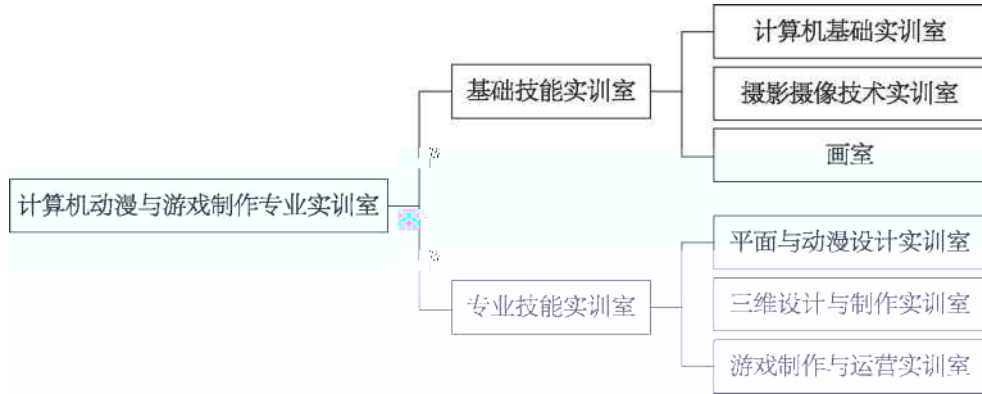 计算机基础实训室
基础技能实训室
摄影摄像技术实训室
画室
计算机动漫与游戏制作专业实训室
平面与动漫设计实训室
专业技能实训室
三维设计与制作实训室
游戏制作与运营实训室